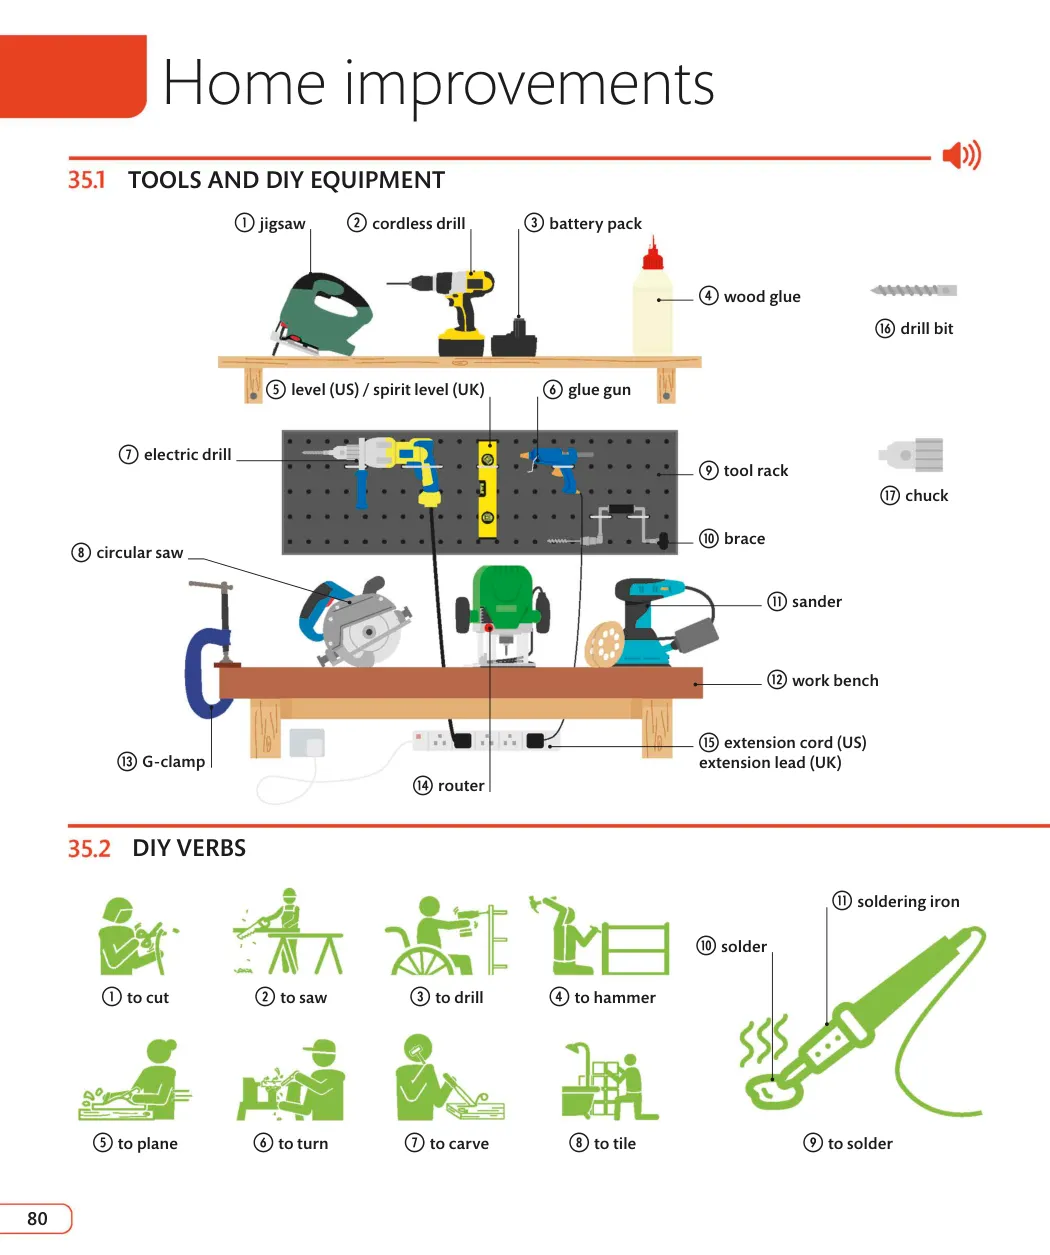 Home improvements
35.1 TOOLS AND DIY EQUIPMENT
1 jigsaw
2 cordless drill
3 battery pack
4 wood glue
16 drill bit
5 level (US) / spirit level (UK)
6 glue gun
7 electric drill
9 tool rack
17 chuck
10 brace
8 circular saw
11 sander
12 work bench
15 extension cord (US)
extension lead (UK)
13 G-clamp
14 router
35.2 DIY VERBS
11 soldering iron
10 solder
1 to cut
2 to saw
3 to drill
4 to hammer
5 to plane
6 to turn
7 to carve
8 to tile
9 to solder
80